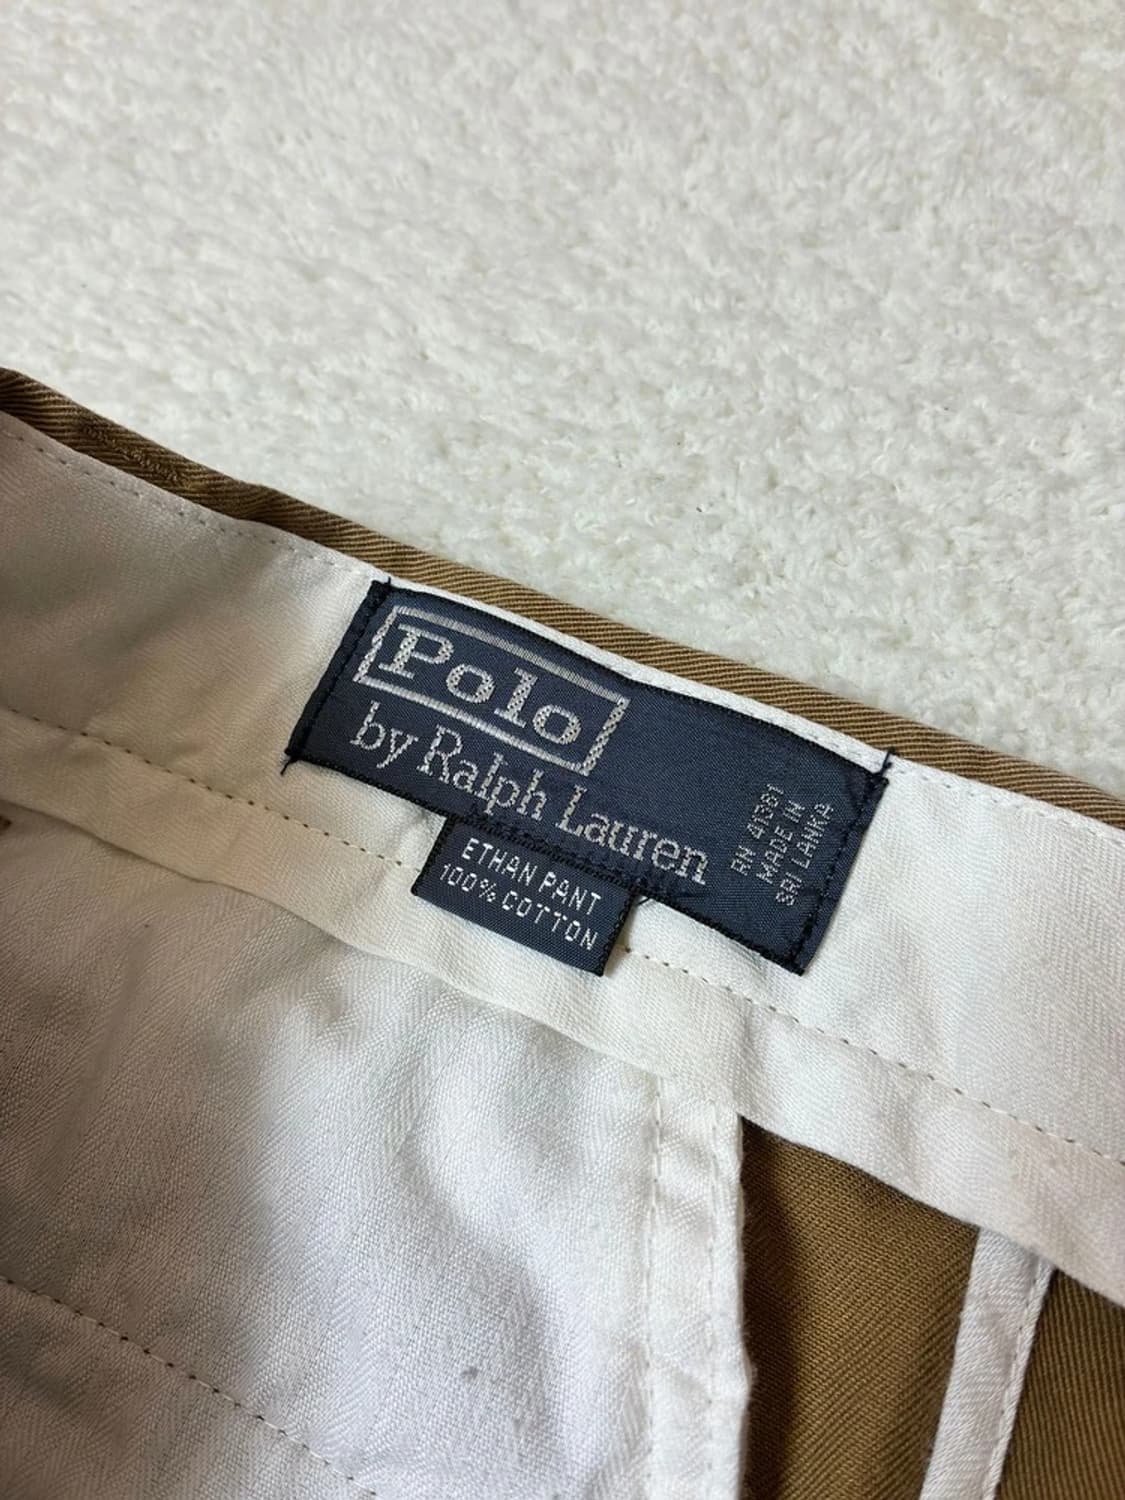 Polo
by Ralph Lauren
RN 41381
MADE IN
SRI LANKA
ETHAN PANT
100% COTTON